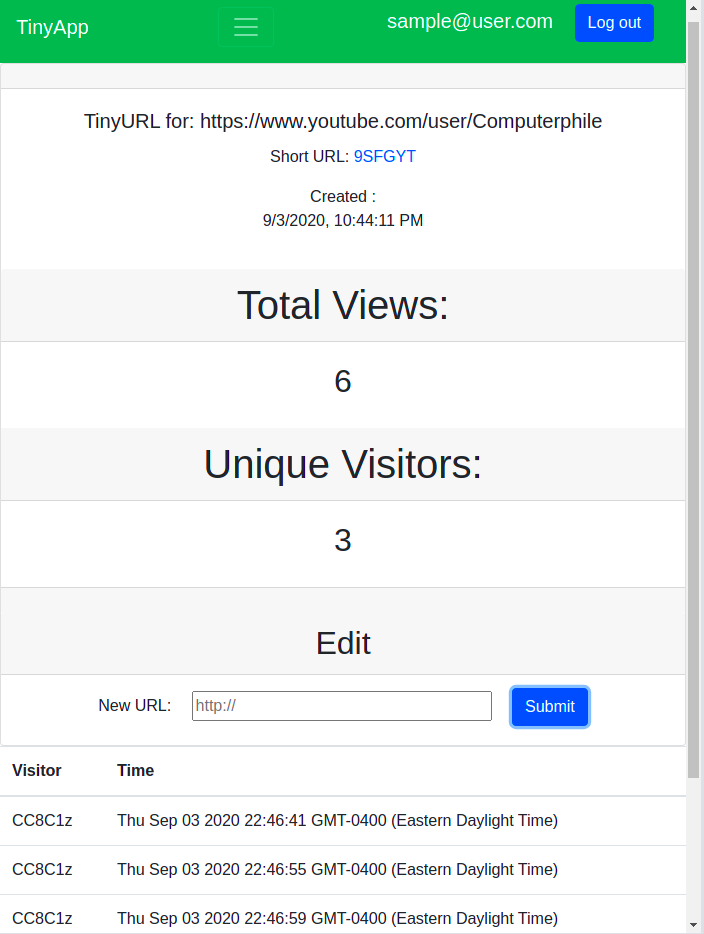 TinyApp
sample@user.com
Log out
TinyURL for: https://www.youtube.com/user/Computerphile
Short URL: 9SFGYT
Created :
9/3/2020, 10:44:11 PM
Total Views:
6
Unique Visitors:
3
Edit
New URL: http:// Submit
Visitor Time
CC8C1z Thu Sep 03 2020 22:46:41 GMT-0400 (Eastern Daylight Time)
CC8C1z Thu Sep 03 2020 22:46:55 GMT-0400 (Eastern Daylight Time)
CC8C1z Thu Sep 03 2020 22:46:59 GMT-0400 (Eastern Daylight Time)